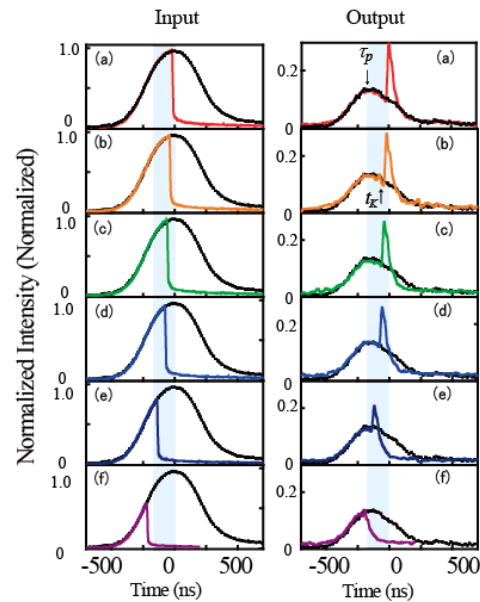 Input Output
Normalized Intensity (Normalized)
1.0 (a) 0
0.2 τp (a) 0
1.0 (b) 0
0.2 tK (b) 0
1.0 (c) 0
0.2 (c) 0
1.0 (d) 0
0.2 (d) 0
1.0 (e) 0
0.2 (e) 0
1.0 (f) 0
0.2 (f) 0
-500 0 500
-500 0 500
Time (ns) Time (ns)